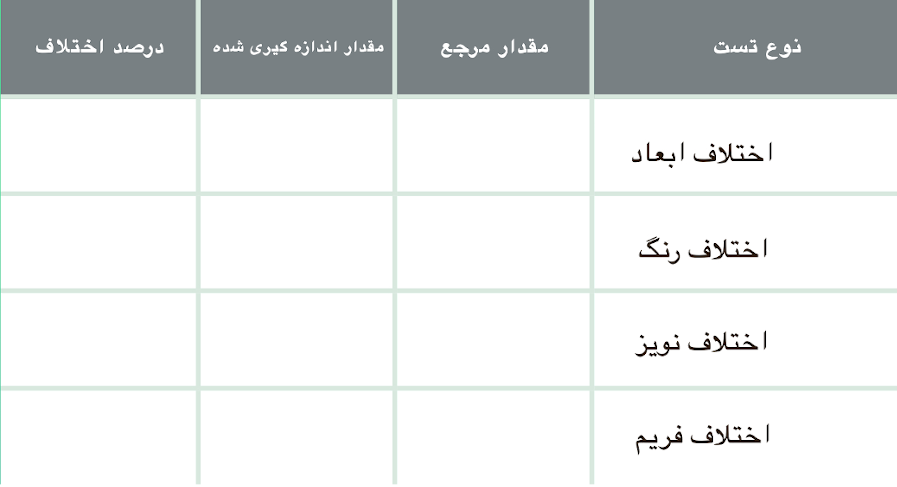 نوع تست	مقدار مرجع	مقدار اندازه گیری شده	درصد اختلاف
اختلاف ابعاد
اختلاف رنگ
اختلاف نویز
اختلاف فریم